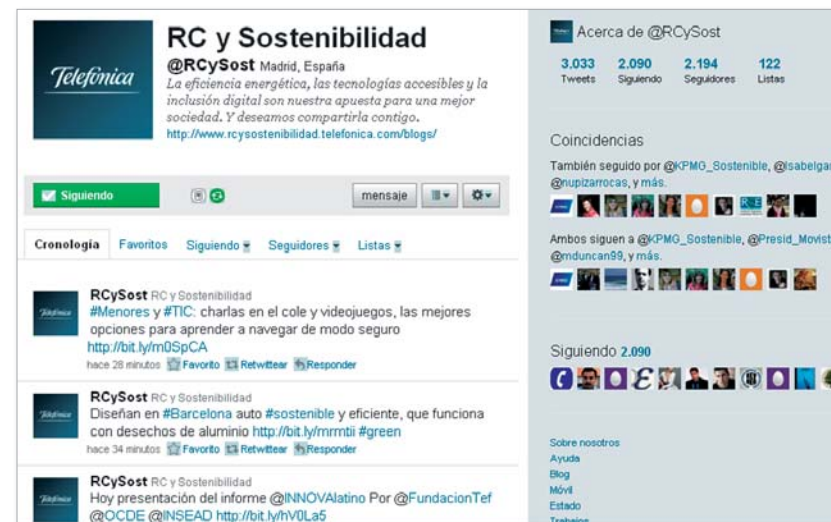 Telefónica
RC y Sostenibilidad
@RCySost Madrid, España
La eficiencia energética, las tecnologías accesibles y la
inclusión digital son nuestra apuesta para una mejor
sociedad. Y deseamos compartirla contigo.
http://www.rcysostenibilidad.telefonica.com/blogs/
Siguiendo
mensaje
Cronología Favoritos Siguiendo Seguidores Listas
RCySost RC y Sostenibilidad
#Menores y #TIC: charlas en el cole y videojuegos, las mejores
opciones para aprender a navegar de modo seguro
http://bit.ly/m0SpCA
hace 28 minutos Favorito Retwittear Responder
RCySost RC y Sostenibilidad
Diseñan en #Barcelona auto #sostenible y eficiente, que funciona
con desechos de aluminio http://bit.ly/mrmtii #green
hace 34 minutos Favorito Retwittear Responder
RCySost RC y Sostenibilidad
Hoy presentación del informe @INNOVAlatino Por @FundacionTef
@OCDE @INSEAD http://bit.ly/hV0La5
Acerca de @RCySost
3.033 2.090 2.194 122
Tweets Siguiendo Seguidores Listas
Coincidencias
También seguido por @KPMG_Sostenible, @Isabelgar
@nupizarrocas, y más.
Ambos siguen a @KPMG_Sostenible, @Presid_Movist
@mduncan99, y más.
Siguiendo 2.090
Sobre nosotros
Ayuda
Blog
Móvil
Estado
Trabajos